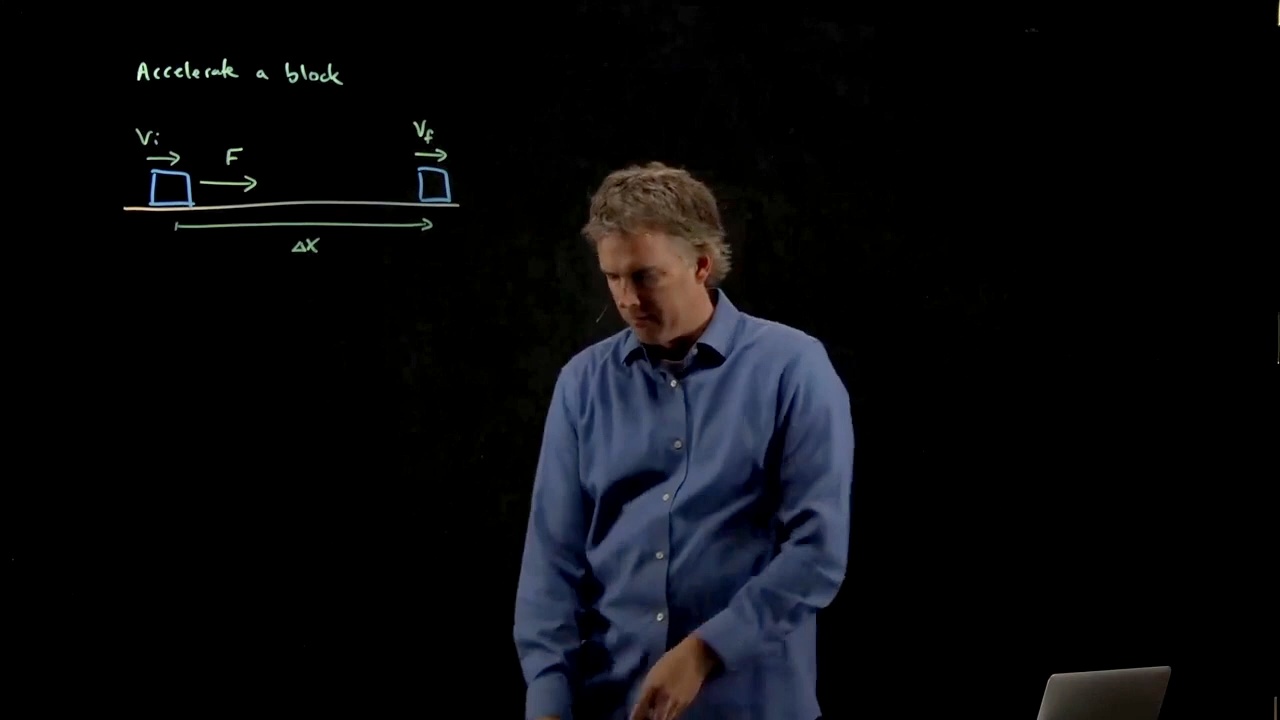 Accelerate a block
Vi
F
Vf
Δx